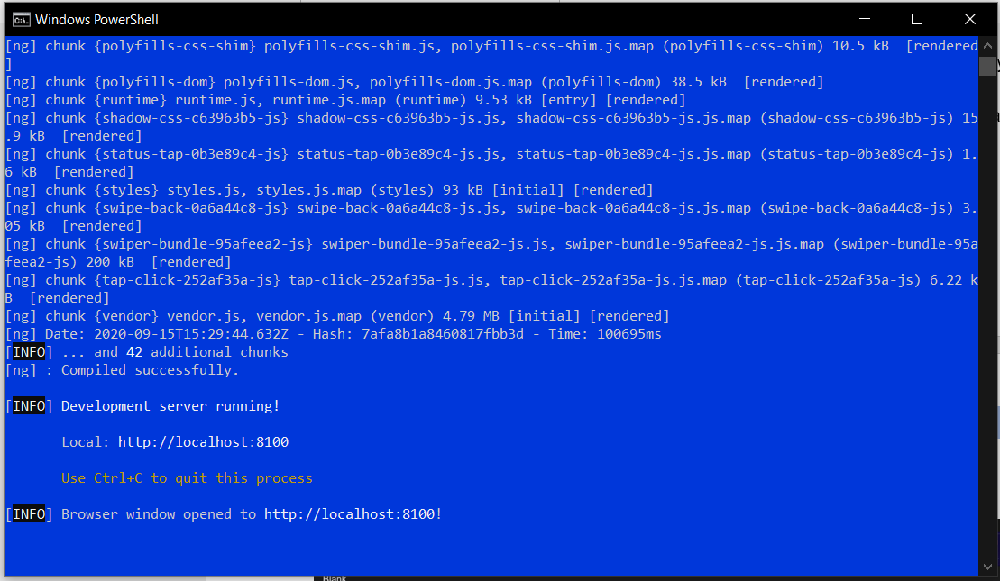 Windows PowerShell
[ng] chunk {polyfills-css-shim} polyfills-css-shim.js, polyfills-css-shim.js.map (polyfills-css-shim) 10.5 kB  [rendered
]
[ng] chunk {polyfills-dom} polyfills-dom.js, polyfills-dom.js.map (polyfills-dom) 38.5 kB  [rendered]
[ng] chunk {runtime} runtime.js, runtime.js.map (runtime) 9.53 kB [entry] [rendered]
[ng] chunk {shadow-css-c63963b5-js} shadow-css-c63963b5-js.js, shadow-css-c63963b5-js.js.map (shadow-css-c63963b5-js) 15
.9 kB  [rendered]
[ng] chunk {status-tap-0b3e89c4-js} status-tap-0b3e89c4-js.js, status-tap-0b3e89c4-js.js.map (status-tap-0b3e89c4-js) 1.
6 kB  [rendered]
[ng] chunk {styles} styles.js, styles.js.map (styles) 93 kB [initial] [rendered]
[ng] chunk {swipe-back-0a6a44c8-js} swipe-back-0a6a44c8-js.js, swipe-back-0a6a44c8-js.js.map (swipe-back-0a6a44c8-js) 3.
05 kB  [rendered]
[ng] chunk {swiper-bundle-95afeea2-js} swiper-bundle-95afeea2-js.js, swiper-bundle-95afeea2-js.js.map (swiper-bundle-95a
feea2-js) 200 kB  [rendered]
[ng] chunk {tap-click-252af35a-js} tap-click-252af35a-js.js, tap-click-252af35a-js.js.map (tap-click-252af35a-js) 6.22 k
B  [rendered]
[ng] chunk {vendor} vendor.js, vendor.js.map (vendor) 4.79 MB [initial] [rendered]
[ng] Date: 2020-09-15T15:29:44.632Z - Hash: 7afa8b1a8460817fbb3d - Time: 100695ms
[INFO] ... and 42 additional chunks
[ng] : Compiled successfully.
[INFO] Development server running!
Local: http://localhost:8100
Use Ctrl+C to quit this process
[INFO] Browser window opened to http://localhost:8100!
Blank